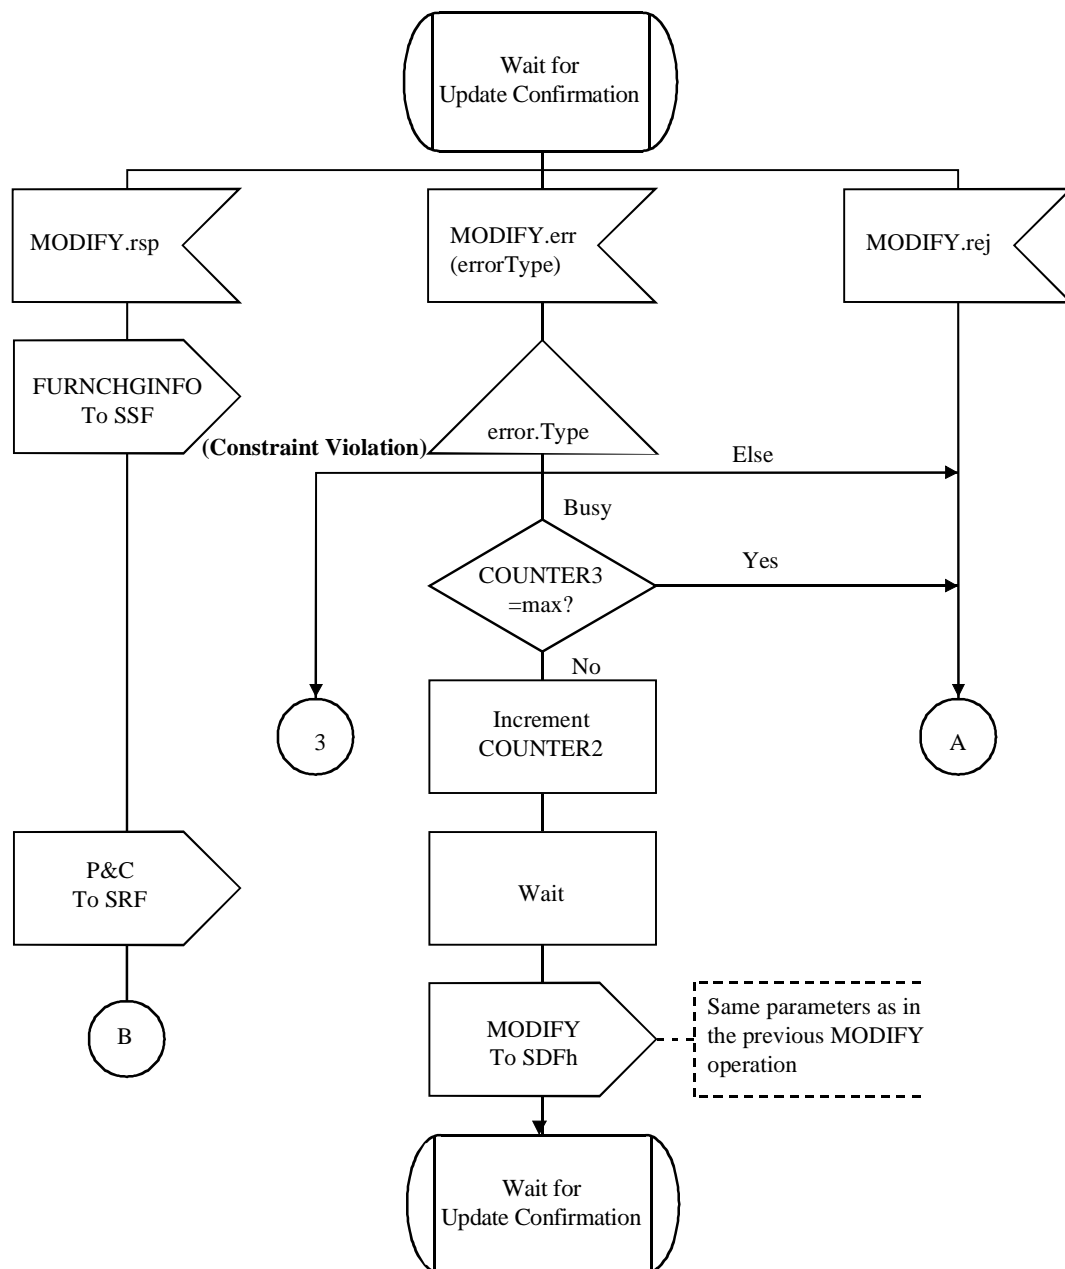 Wait for
Update Confirmation
MODIFY.rsp
MODIFY.err
(errorType)
MODIFY.rej
FURNCHGINFO
To SSF
error.Type
(Constraint Violation)
Else
Busy
COUNTER3
=max?
Yes
No
Increment
COUNTER2
3
A
P&C
To SRF
Wait
B
MODIFY
To SDFh
Same parameters as in
the previous MODIFY
operation
Wait for
Update Confirmation